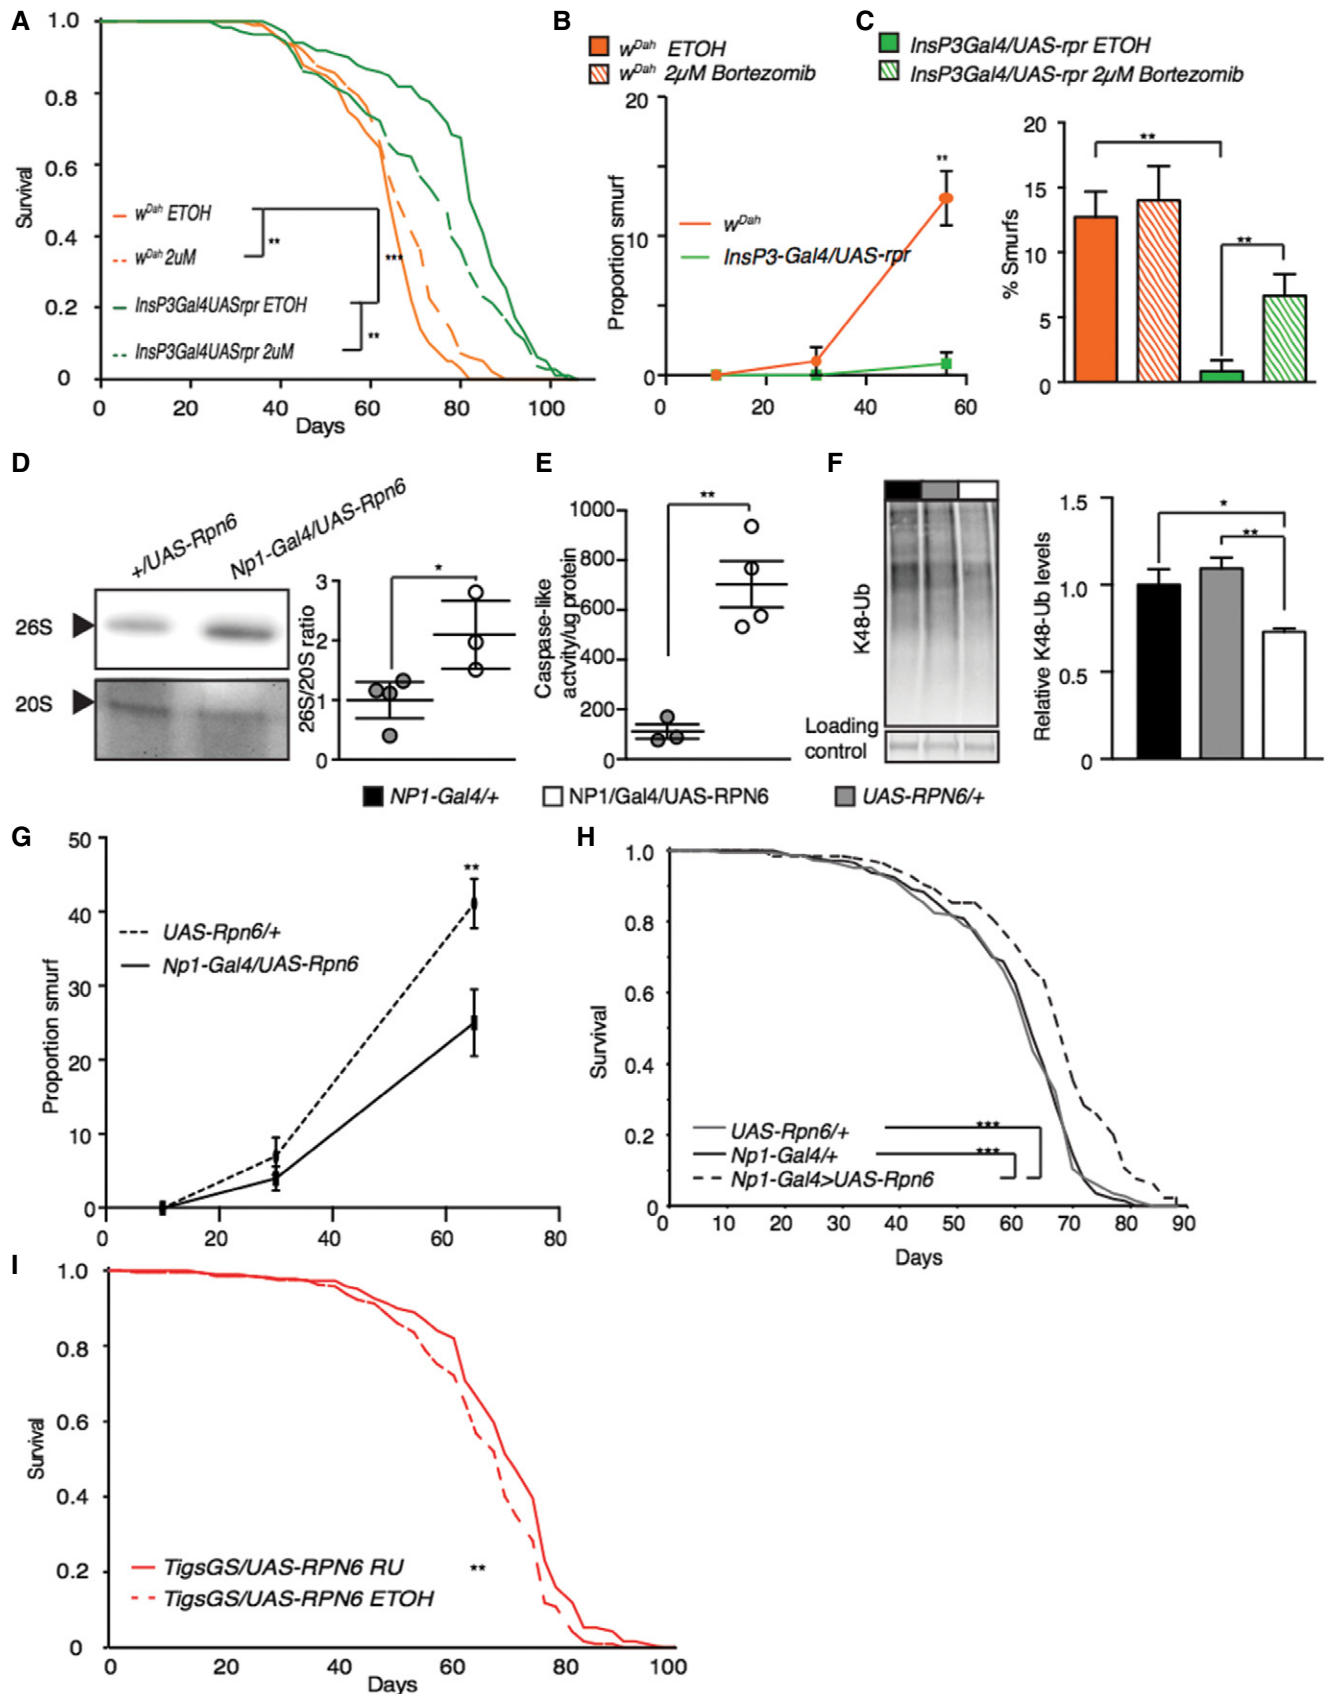 A
1.0
0.8
0.6
0.4
0.2
0
Survival
wDah ETOH
wDah 2uM
InsP3Gal4UASrpr ETOH
InsP3Gal4UASrpr 2uM
**
***
**
0 20 40 60 80 100
Days
B
wDah ETOH
wDah 2µM Bortezomib
20
10
0
Proportion smurf
**
wDah
InsP3-Gal4/UAS-rpr
0 20 40 60
C
InsP3Gal4/UAS-rpr ETOH
InsP3Gal4/UAS-rpr 2µM Bortezomib
20
15
10
5
0
% Smurfs
**
**
D
+/UAS-Rpn6
Np1-Gal4/UAS-Rpn6
26S
20S
3
2
1
0
26S/20S ratio
*
E
1000
800
600
400
200
0
Caspase-like
actvity/ug protein
**
F
K48-Ub
Loading
control
1.5
1.0
0.5
0
Relative K48-Ub levels
*
**
NP1-Gal4/+
NP1/Gal4/UAS-RPN6
UAS-RPN6/+
G
50
40
30
20
10
0
Proportion smurf
**
UAS-Rpn6/+
Np1-Gal4/UAS-Rpn6
0 20 40 60 80
H
1.0
0.8
0.6
0.4
0.2
0
Survival
UAS-Rpn6/+
Np1-Gal4/+
Np1-Gal4>UAS-Rpn6
***
***
0 10 20 30 40 50 60 70 80 90
Days
I
1.0
0.8
0.6
0.4
0.2
0
Survival
TigsGS/UAS-RPN6 RU
TigsGS/UAS-RPN6 ETOH
**
0 20 40 60 80 100
Days